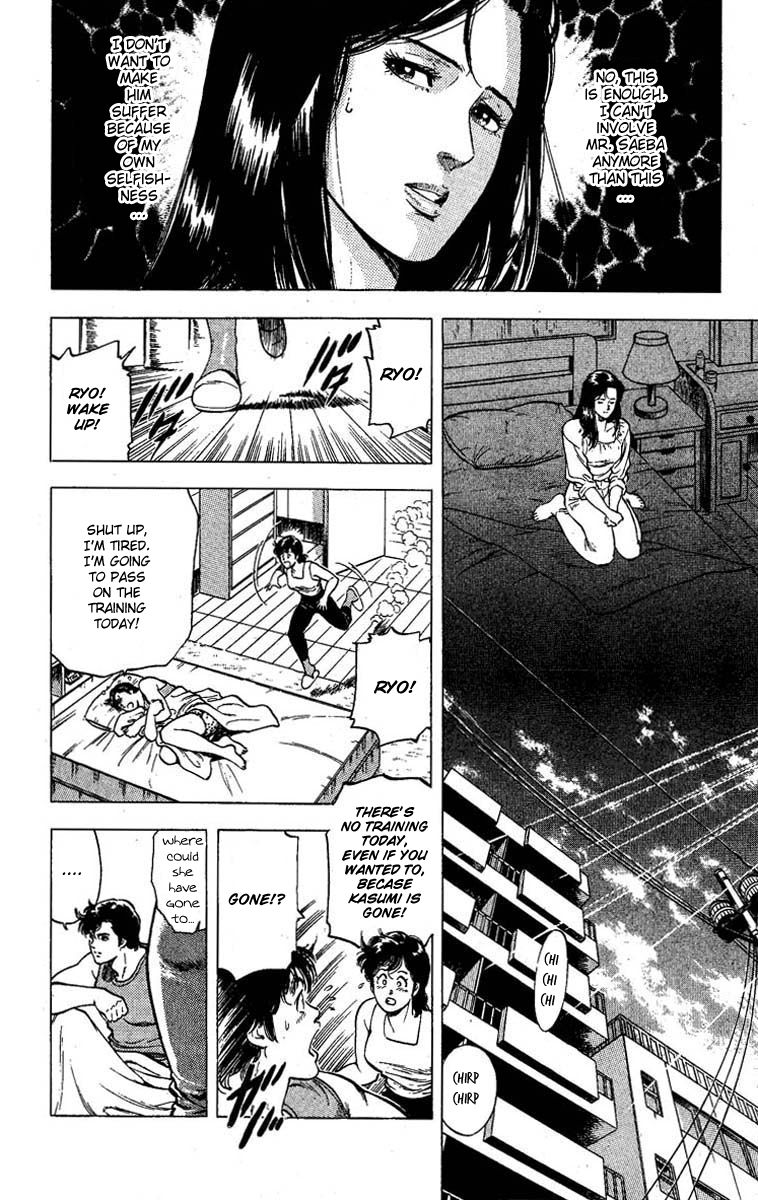 NO, THIS
IS ENOUGH.
I CAN'T
INVOLVE
MR. SAEBA
ANYMORE
THAN THIS
...
I DON'T
WANT TO
MAKE
HIM
SUFFER
BECAUSE
OF MY
OWN
SELFISH-
NESS
...
CHI
CHI
CHI
CHIRP
CHIRP
RYO!
RYO!
WAKE
UP!
RYO!
SHUT UP,
I'M TIRED.
I'M GOING
TO PASS
ON THE
TRAINING
TODAY!
THERE'S
NO TRAINING
TODAY,
EVEN IF YOU
WANTED TO,
BECASE
KASUMI IS
GONE!
GONE!?
where
could
she
have
gone
to...
....